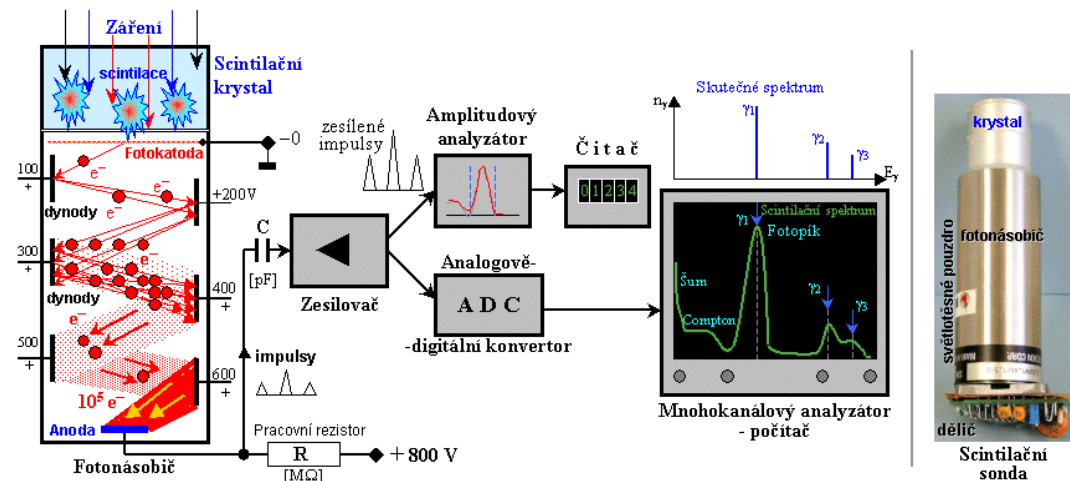 Záření
scintilace
Scintilační
krystal
Fotokatoda
−0
100
+
e⁻
e⁻
e⁻
+200V
dynody
300
+
e⁻
400
+
dynody
e⁻
500
+
600
+
10⁵ e⁻
Anoda
Fotonásobič
impulsy
C
[pF]
Pracovní rezistor
R
[MΩ]
+ 800 V
Zesilovač
zesílené
impulsy
Amplitudový
analyzátor
Čitač
01234
Analogově-
A D C
-digitální konvertor
Skutečné spektrum
nγ
γ1
γ2
γ3
Eγ
γ1
Scintilační spektrum
Fotopík
Šum
Compton
γ2
γ3
Mnohokanálový analyzátor
- počítač
krystal
fotonásobič
světlotěsné pouzdro
dělič
Scintilační
sonda